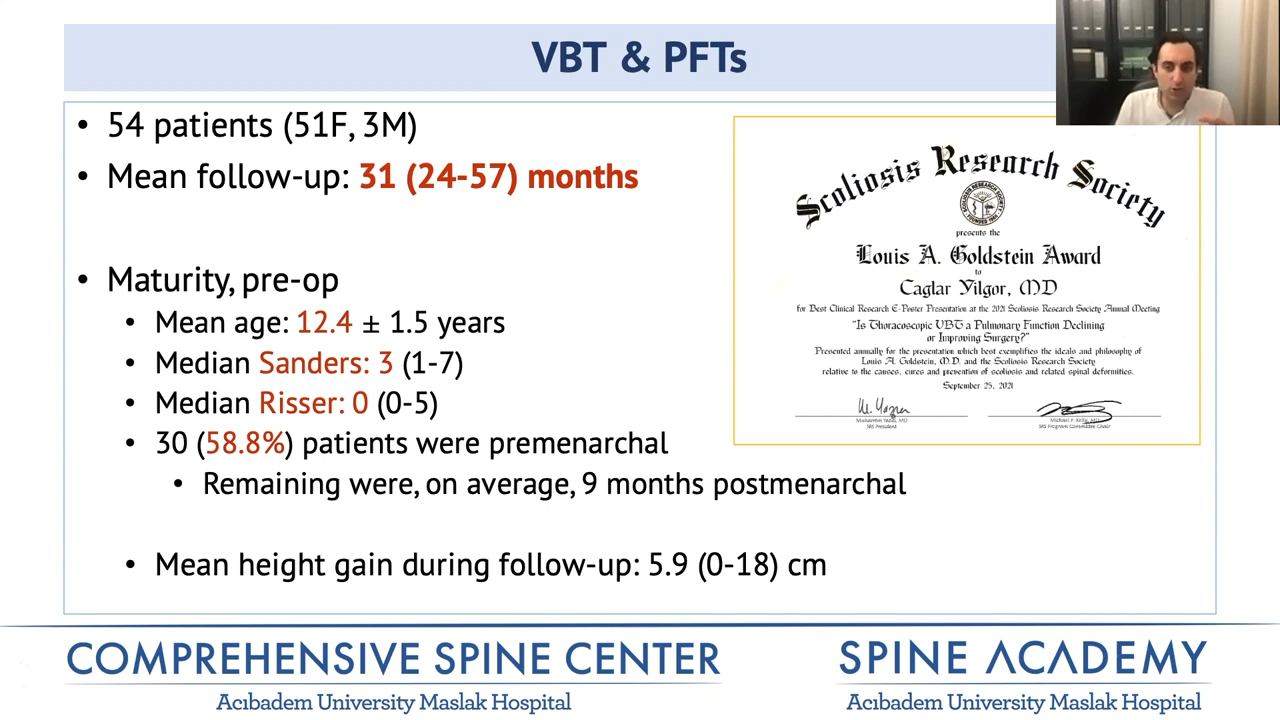 VBT & PFTs
• 54 patients (51F, 3M)
• Mean follow-up: 31 (24-57) months
• Maturity, pre-op
• Mean age: 12.4 ± 1.5 years
• Median Sanders: 3 (1-7)
• Median Risser: 0 (0-5)
• 30 (58.8%) patients were premenarchal
• Remaining were, on average, 9 months postmenarchal
• Mean height gain during follow-up: 5.9 (0-18) cm
Scoliosis Research Society
presents the
Louis A. Goldstein Award
to
Caglar Yilgor, MD
for Best Clinical Research E-Poster Presentation at the 2021 Scoliosis Research Society Annual Meeting
"Is Thoracoscopic VBT a Pulmonary Function Declining
or Improving Surgery?"
Presented annually for the presentation which best exemplifies the ideals and philosophy of
Louis A. Goldstein, M.D. and the Scoliosis Research Society
relative to the causes, cures and prevention of scoliosis and related spinal deformities.
September 25, 2021
SRS President
SRS Program Committee Chair
COMPREHENSIVE SPINE CENTER
Acıbadem University Maslak Hospital
SPINE ACADEMY
Acıbadem University Maslak Hospital